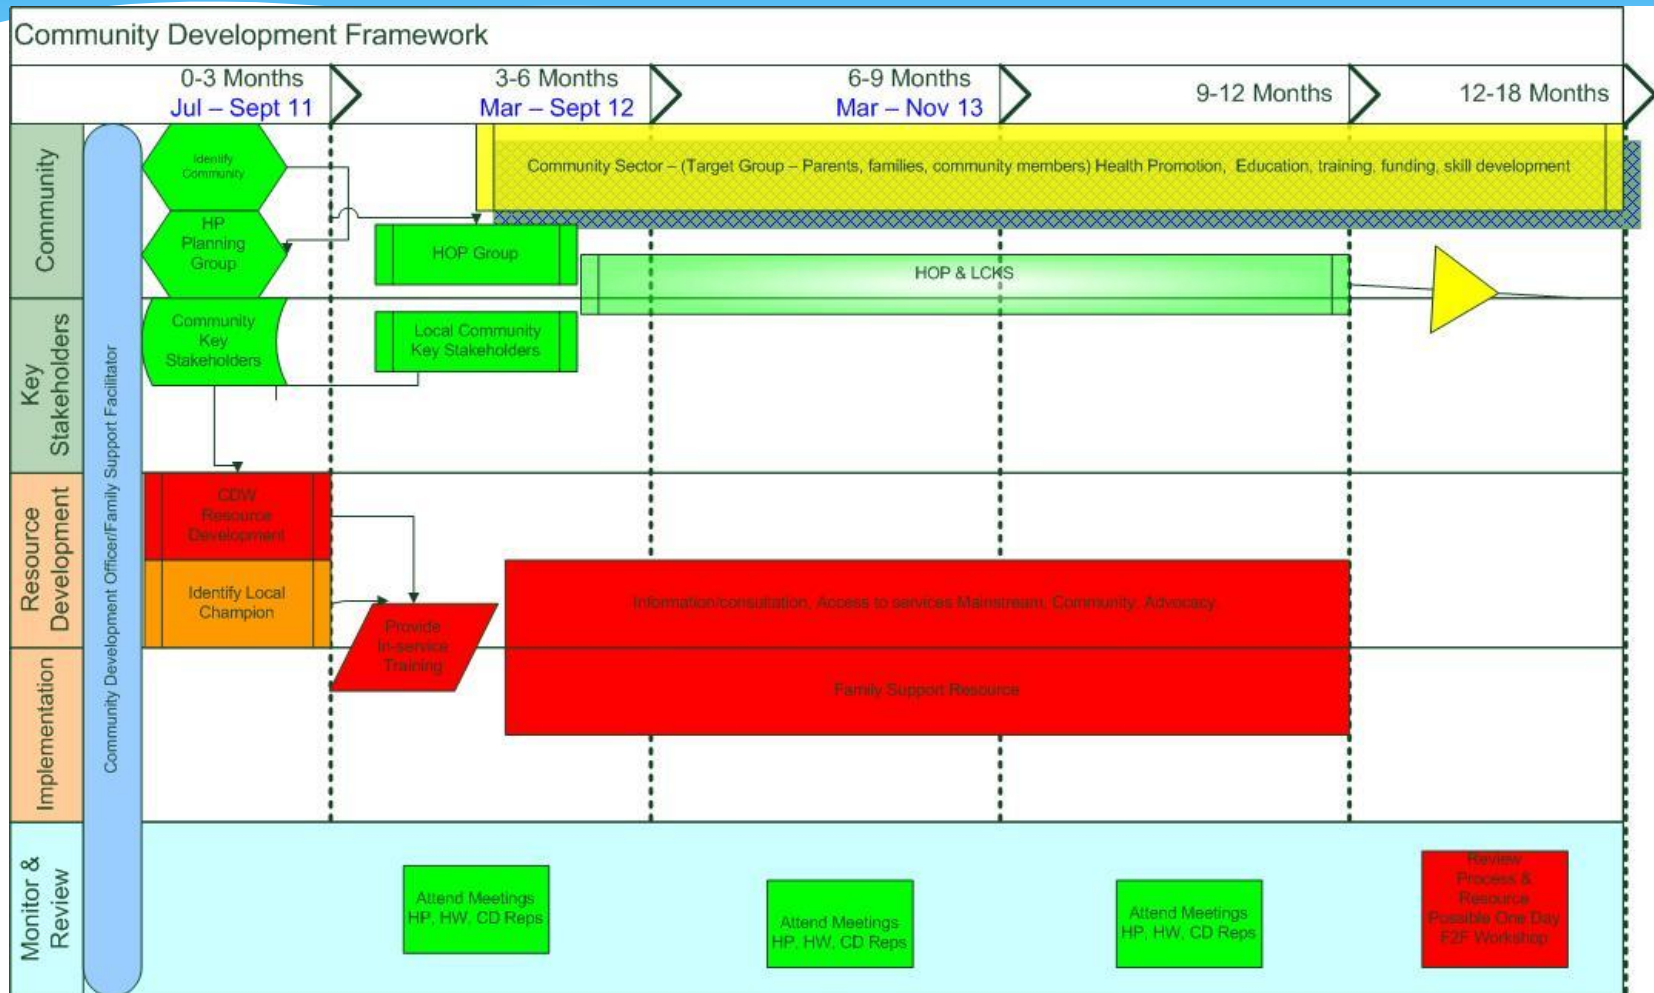 Community Development Framework
0-3 Months
Jul – Sept 11
3-6 Months
Mar – Sept 12
6-9 Months
Mar – Nov 13
9-12 Months
12-18 Months
Community
Key
Stakeholders
Resource
Development
Implementation
Monitor &
Review
Community Development Officer/Family Support Facilitator
Identify
Community
HP
Planning
Group
Community
Key
Stakeholders
CDW
Resource
Development
Identify Local
Champion
Community Sector – (Target Group – Parents, families, community members) Health Promotion, Education, training, funding, skill development
HOP Group
HOP & LCKS
Local Community
Key Stakeholders
Provide
In-service
Training
Information/consultation, Access to services Mainstream, Community, Advocacy
Family Support Resource
Attend Meetings
HP, HW, CD Reps
Attend Meetings
HP, HW, CD Reps
Attend Meetings
HP, HW, CD Reps
Review
Process &
Resource
Possible One Day
F2F Workshop